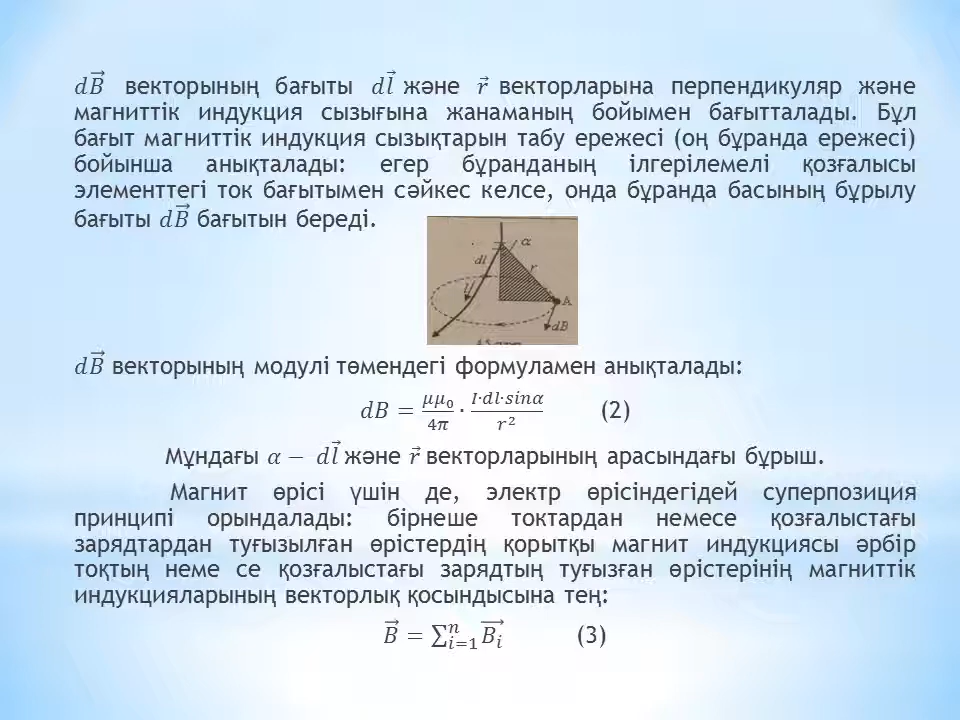 dB⃗ векторының бағыты dl⃗ және r⃗ векторларына перпендикуляр және
магниттік индукция сызығына жанаманың бойымен бағытталады. Бұл
бағыт магниттік индукция сызықтарын табу ережесі (оң бұранда ережесі)
бойынша анықталады: егер бұранданың ілгерілемелі қозғалысы
элементтегі ток бағытымен сәйкес келсе, онда бұранда басының бұрылу
бағыты dB⃗ бағытын береді.
α
dl
r
A
dB
dB⃗ векторының модулі төмендегі формуламен анықталады:
dB = μμ₀/4π · I·dl·sinα/r² (2)
Мұндағы α − dl⃗ және r⃗ векторларының арасындағы бұрыш.
Магнит өрісі үшін де, электр өрісіндегідей суперпозиция
принципі орындалады: бірнеше токтардан немесе қозғалыстағы
зарядтардан туғызылған өрістердің қорытқы магнит индукциясы әрбір
тоқтың неме се қозғалыстағы зарядтың туғызған өрістерінің магниттік
индукцияларының векторлық қосындысына тең:
B⃗ = ∑ⁿᵢ₌₁ B⃗ᵢ (3)